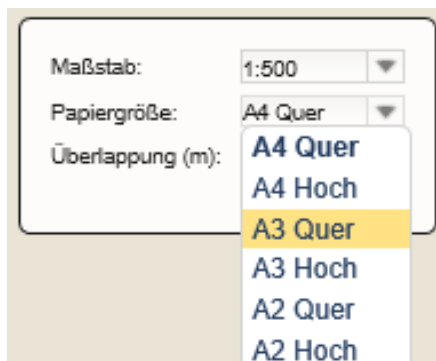 Maßstab: 1:500
Papiergröße: A4 Quer
Überlappung (m):
A4 Quer
A4 Hoch
A3 Quer
A3 Hoch
A2 Quer
A2 Hoch